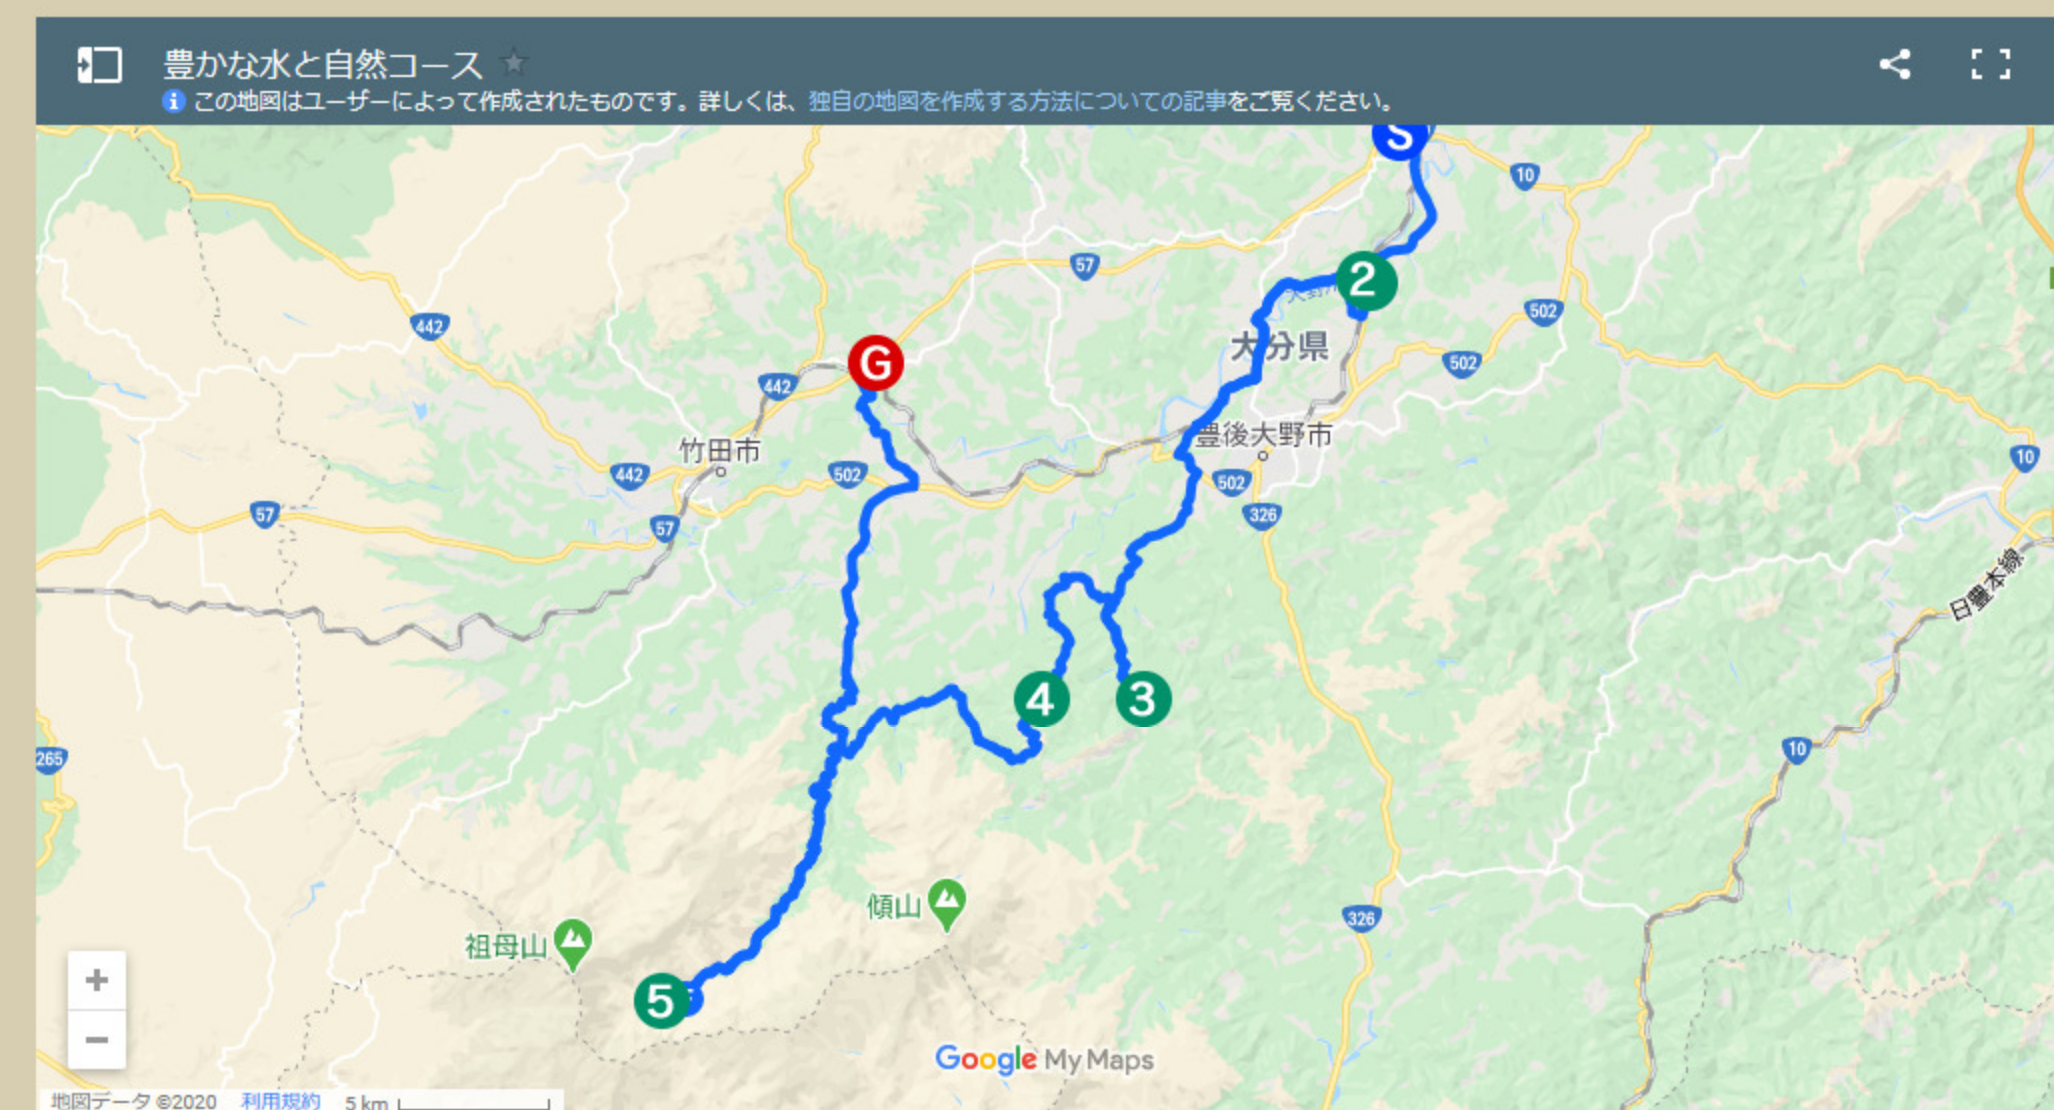 豊かな水と自然コース
この地図はユーザーによって作成されたものです。詳しくは、独自の地図を作成する方法についての記事をご覧ください。
S
10
57
2
502
大分県
442
G
502
442
豊後大野市
竹田市
10
442
502
502
57
326
57
日豊本線
4
3
10
265
傾山
326
祖母山
5
+
−
Google My Maps
地図データ ©2020 利用規約 5 km